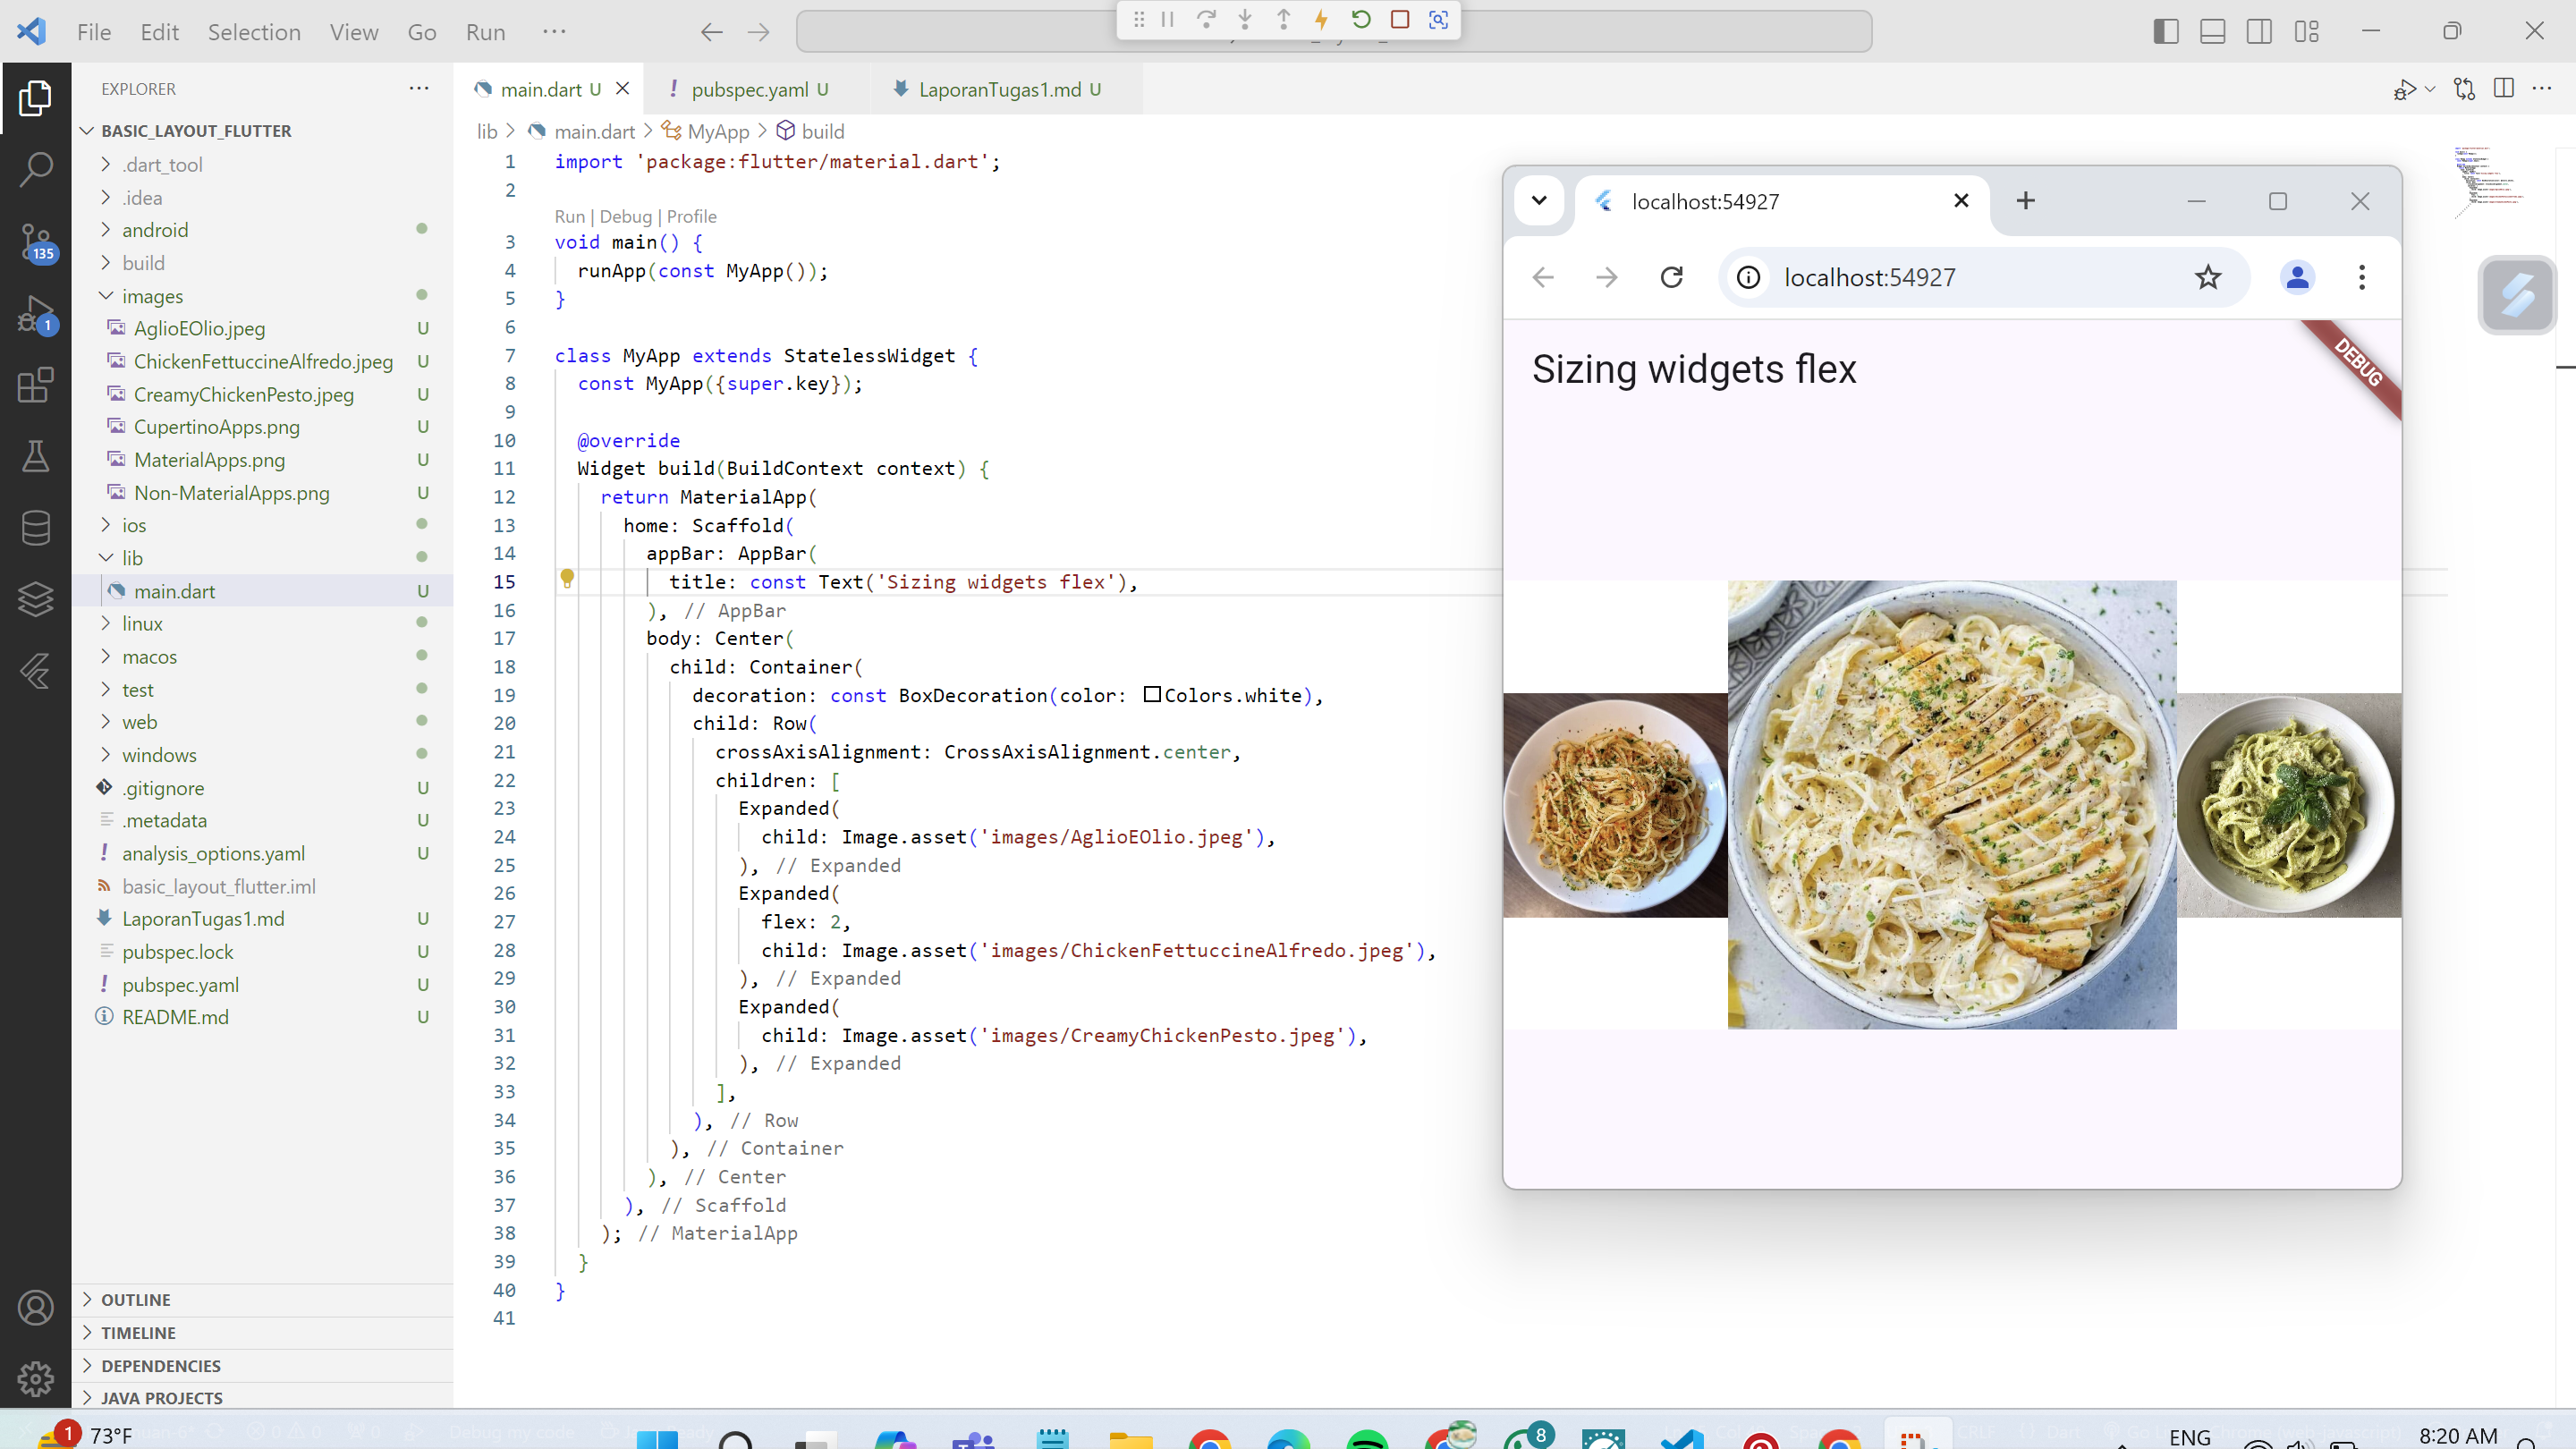 File Edit Selection View Go Run ···
EXPLORER ···
BASIC_LAYOUT_FLUTTER
.dart_tool
.idea
android
build
images
AglioEOlio.jpeg U
ChickenFettuccineAlfredo.jpeg U
CreamyChickenPesto.jpeg U
CupertinoApps.png U
MaterialApps.png U
Non-MaterialApps.png U
ios
lib
main.dart U
linux
macos
test
web
windows
.gitignore U
.metadata U
analysis_options.yaml U
basic_layout_flutter.iml
LaporanTugas1.md U
pubspec.lock U
pubspec.yaml U
README.md U
OUTLINE
TIMELINE
DEPENDENCIES
JAVA PROJECTS
135
1
main.dart U
pubspec.yaml U
LaporanTugas1.md U
lib > main.dart > MyApp > build
1 import 'package:flutter/material.dart';
2
Run | Debug | Profile
3 void main() {
4 runApp(const MyApp());
5 }
6
7 class MyApp extends StatelessWidget {
8 const MyApp({super.key});
9
10 @override
11 Widget build(BuildContext context) {
12 return MaterialApp(
13 home: Scaffold(
14 appBar: AppBar(
15 title: const Text('Sizing widgets flex'),
16 ), // AppBar
17 body: Center(
18 child: Container(
19 decoration: const BoxDecoration(color: Colors.white),
20 child: Row(
21 crossAxisAlignment: CrossAxisAlignment.center,
22 children: [
23 Expanded(
24 child: Image.asset('images/AglioEOlio.jpeg'),
25 ), // Expanded
26 Expanded(
27 flex: 2,
28 child: Image.asset('images/ChickenFettuccineAlfredo.jpeg'),
29 ), // Expanded
30 Expanded(
31 child: Image.asset('images/CreamyChickenPesto.jpeg'),
32 ), // Expanded
33 ],
34 ), // Row
35 ), // Container
36 ), // Center
37 ), // Scaffold
38 ); // MaterialApp
39 }
40 }
41
localhost:54927
localhost:54927
Sizing widgets flex
DEBUG
1
73°F
8
ENG
8:20 AM